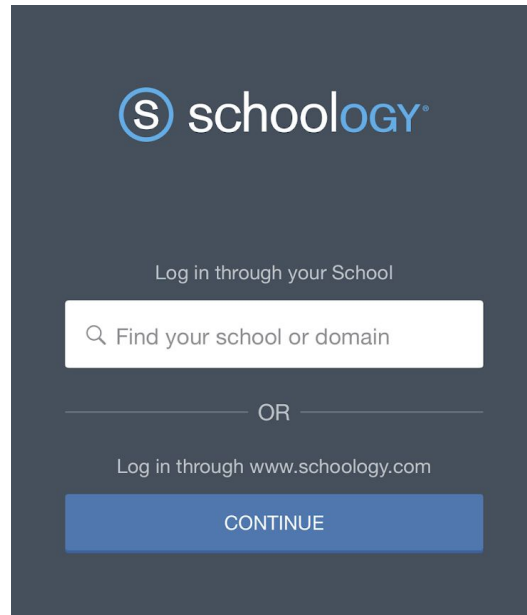 S schoology®
Log in through your School
Find your school or domain
OR
Log in through www.schoology.com
CONTINUE